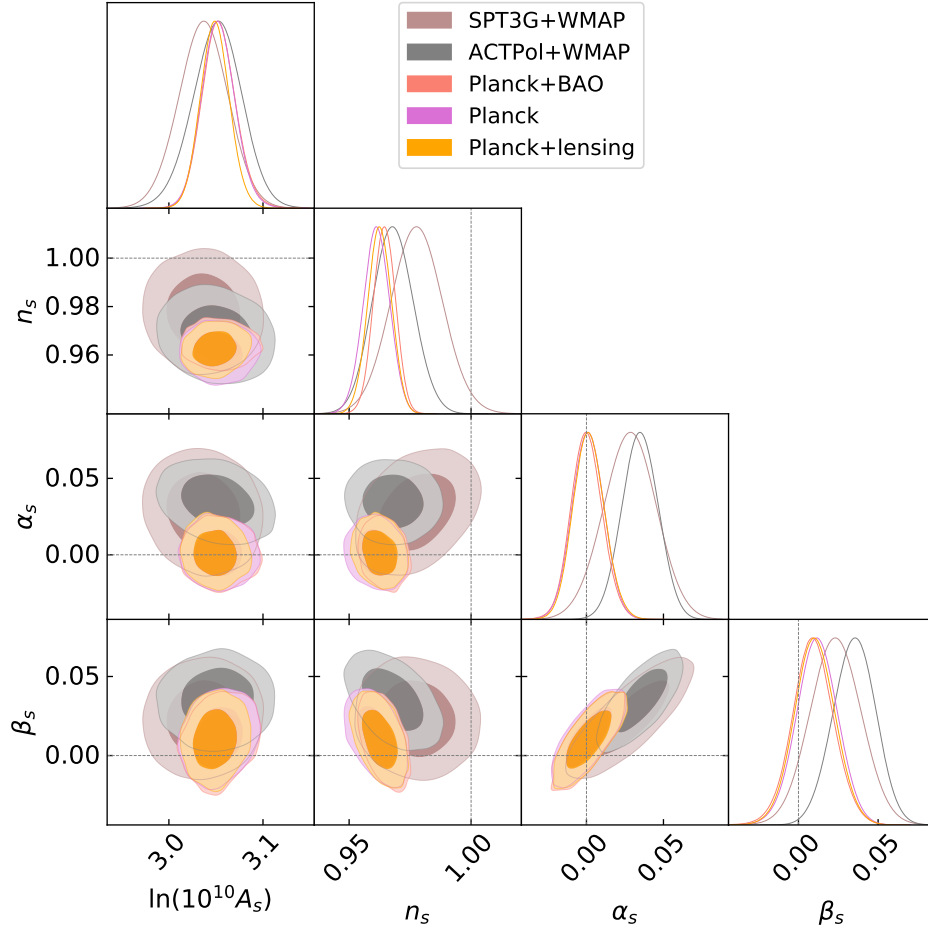 SPT3G+WMAP
ACTPol+WMAP
Planck+BAO
Planck
Planck+lensing
1.00
0.98
0.96
n_s
0.05
0.00
α_s
0.05
0.00
β_s
3.0 3.1 0.95 1.00 0.00 0.05 0.00 0.05
ln(10^{10}A_s) n_s α_s β_s